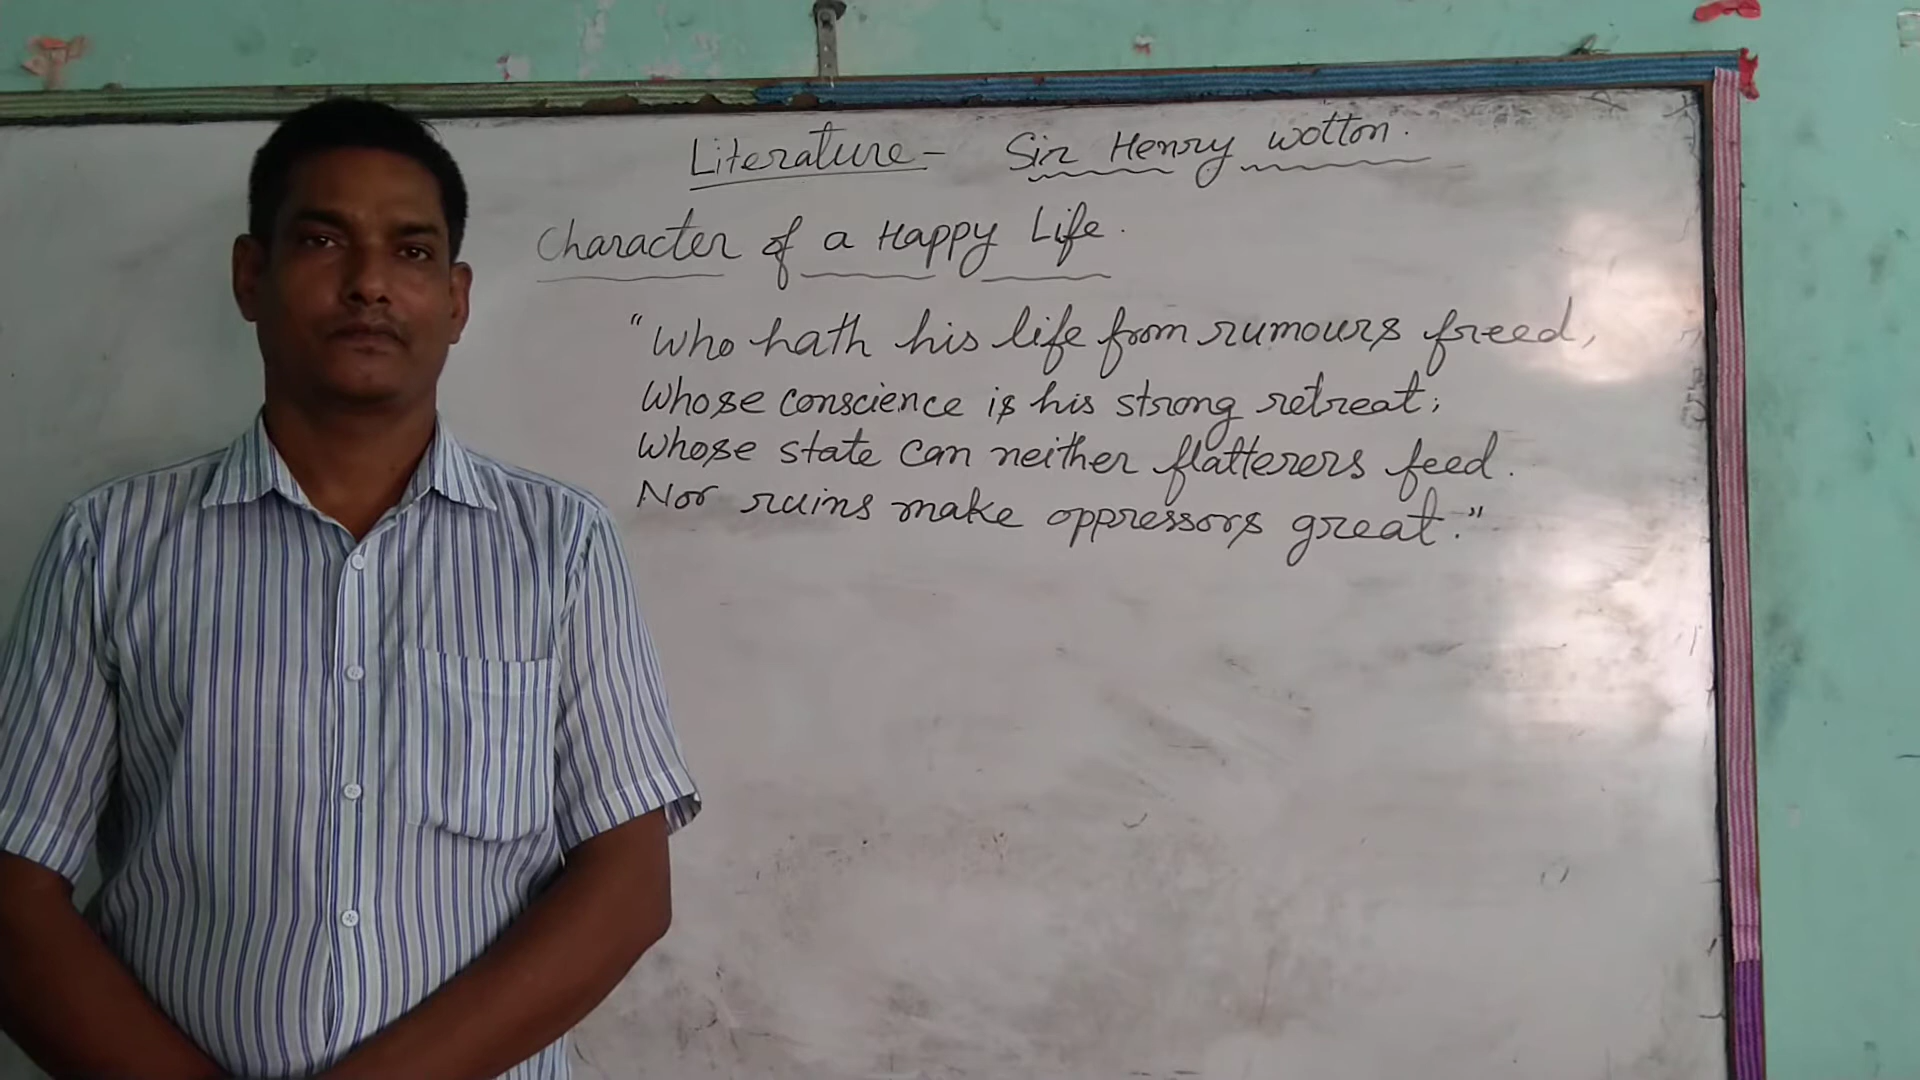 Literature - Sir Henry wotton.
Character of a Happy Life.
"Who hath his life from rumours freed,
Whose conscience is his strong retreat;
Whose state can neither flatterers feed.
Nor ruins make oppressors great."